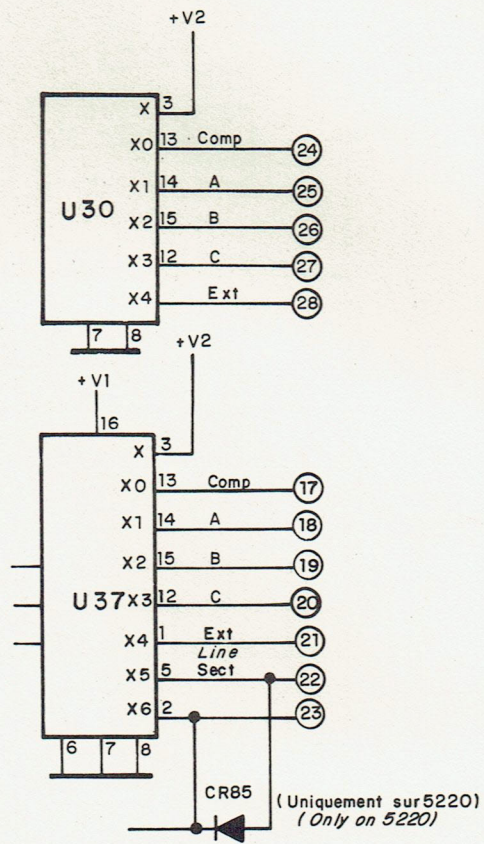 +V2
X 3
X0 13 Comp 24
X1 14 A 25
U30
X2 15 B 26
X3 12 C 27
X4 Ext 28
7 8
+V2
+V1
16
X 3
X0 13 Comp 17
X1 14 A 18
X2 15 B 19
U37 X3 12 C 20
X4 1 Ext 21
Line
X5 5 Sect 22
X6 2 23
6 7 8
CR85
(Uniquement sur 5220)
(Only on 5220)